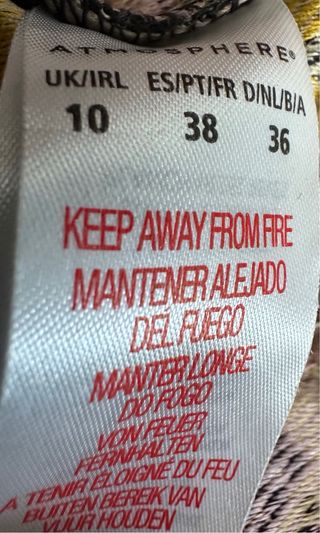 ATMOSPHERE®
UK/IRL ES/PT/FR D/NL/B/A
10 38 36
KEEP AWAY FROM FIRE
MANTENER ALEJADO
DEL FUEGO
MANTER LONGE
DO FOGO
VON FEUER
FERNHALTEN
A TENIR ELOIGNE DU FEU
BUITEN BEREIK VAN
VUUR HOUDEN